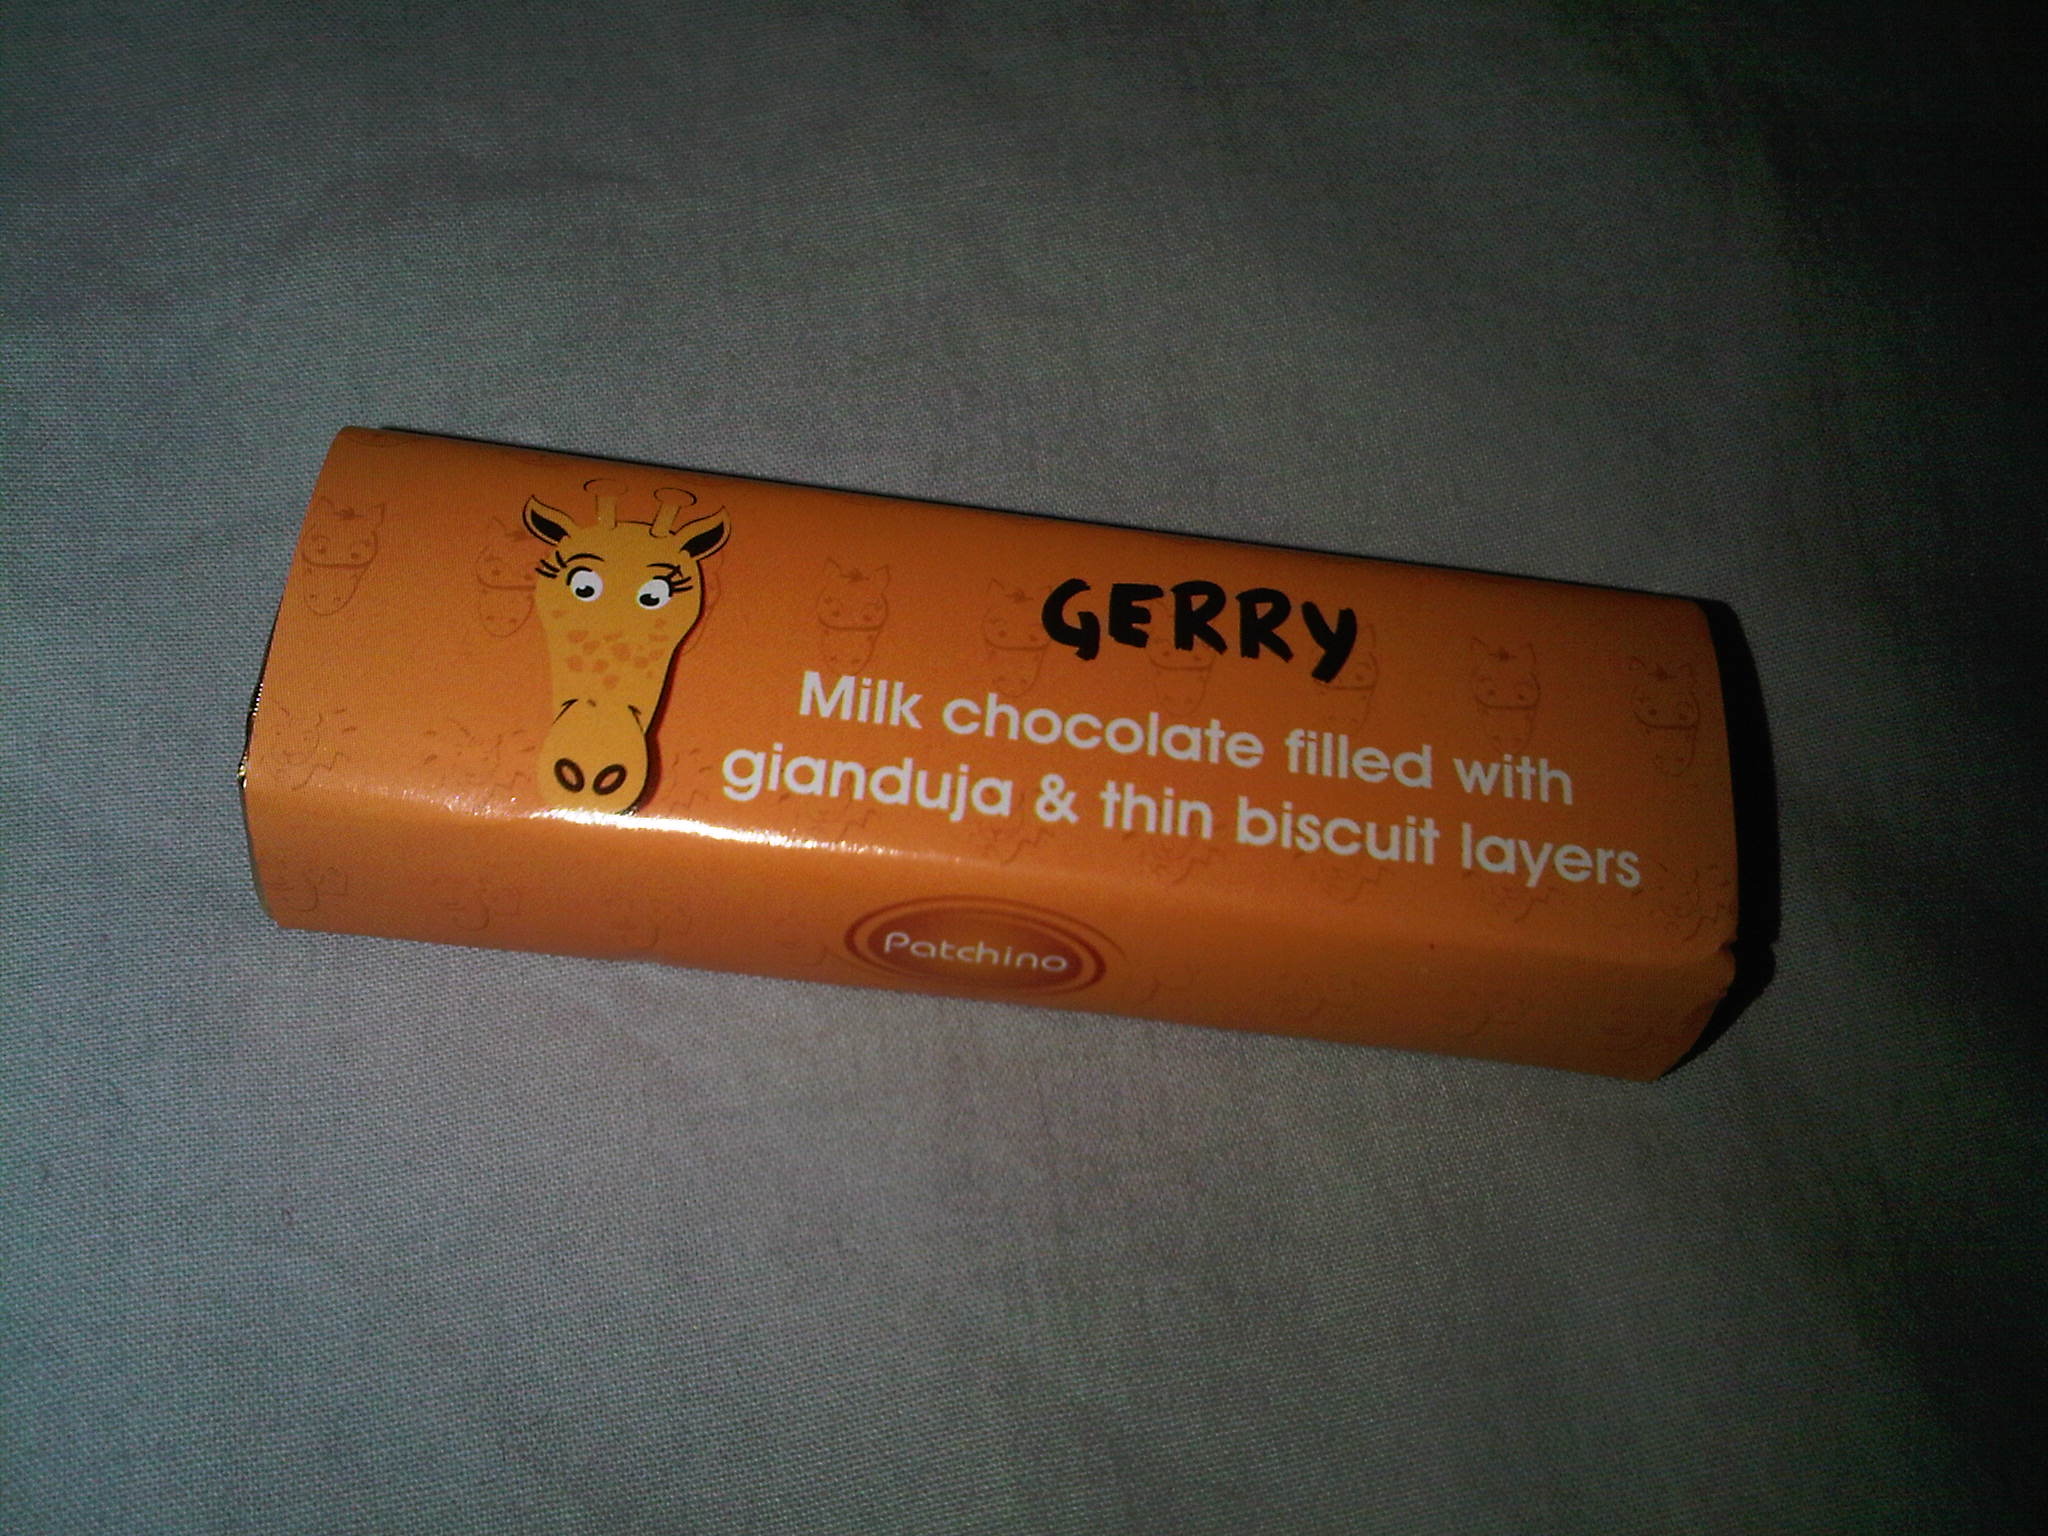 GERRY
Milk chocolate filled with
gianduja & thin biscuit layers
Patchino